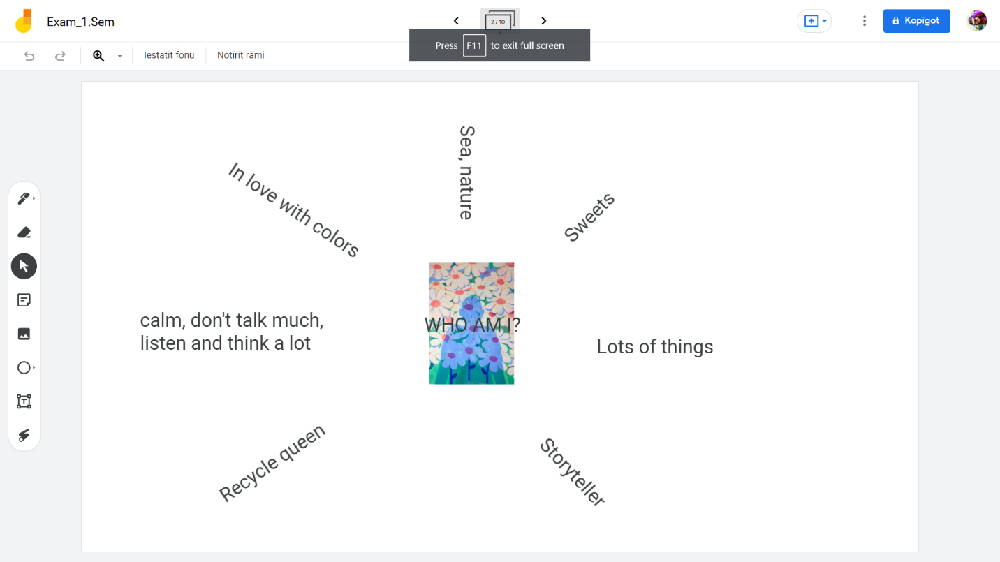 Exam_1.Sem
2 / 10
Kopīgot
Press F11 to exit full screen
Iestatīt fonu
Notīrīt rāmi
Sea, nature
In love with colors
Sweets
calm, don't talk much,
listen and think a lot
WHO AM I?
Lots of things
Recycle queen
Storyteller